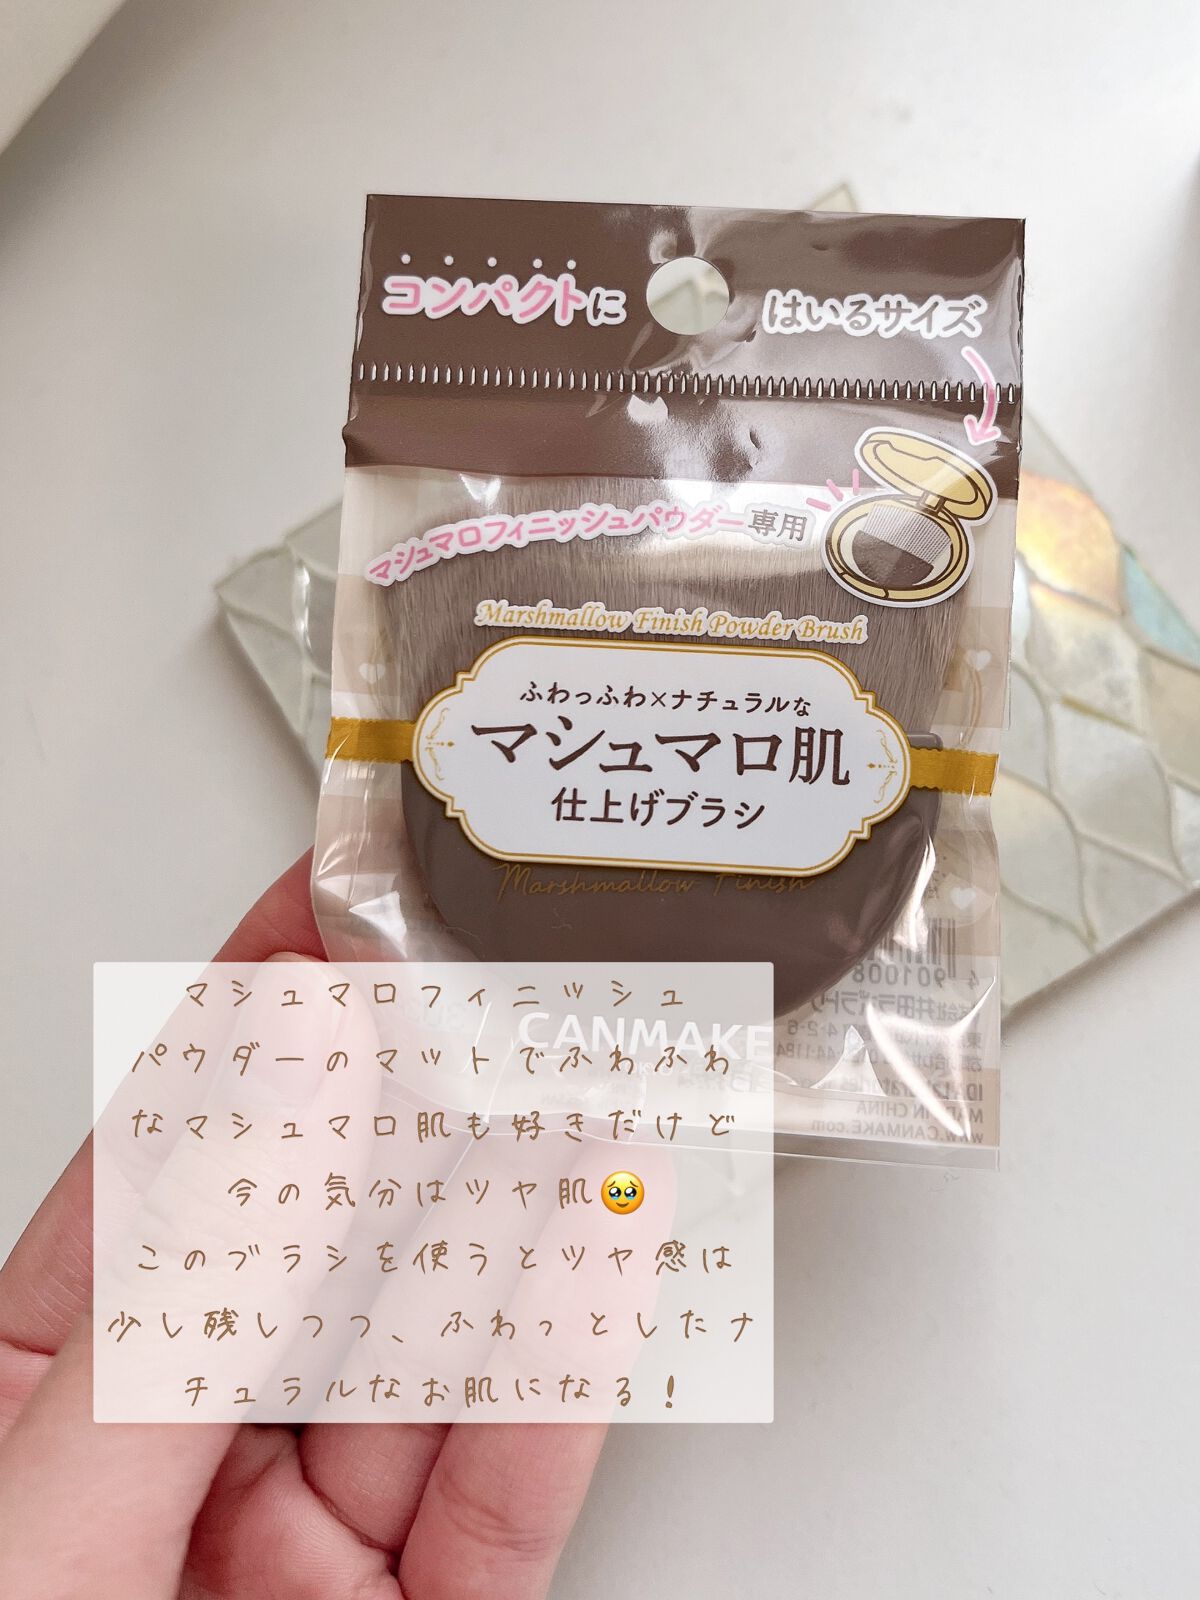 コンパクトに はいるサイズ
マシュマロフィニッシュパウダー専用
Marshmallow Finish Powder Brush
ふわっふわ×ナチュラルな
マシュマロ肌
仕上げブラシ
Marshmallow Finish
CANMAKE
4 901008
MADE IN CHINA
www.CANMAKE.com
マシュマロフィニッシュ
パウダーのマットでふわふわ
なマシュマロ肌も好きだけど
今の気分はツヤ肌🥹
このブラシを使うとツヤ感は
少し残しつつ、ふわっとしたナ
チュラルなお肌になる！